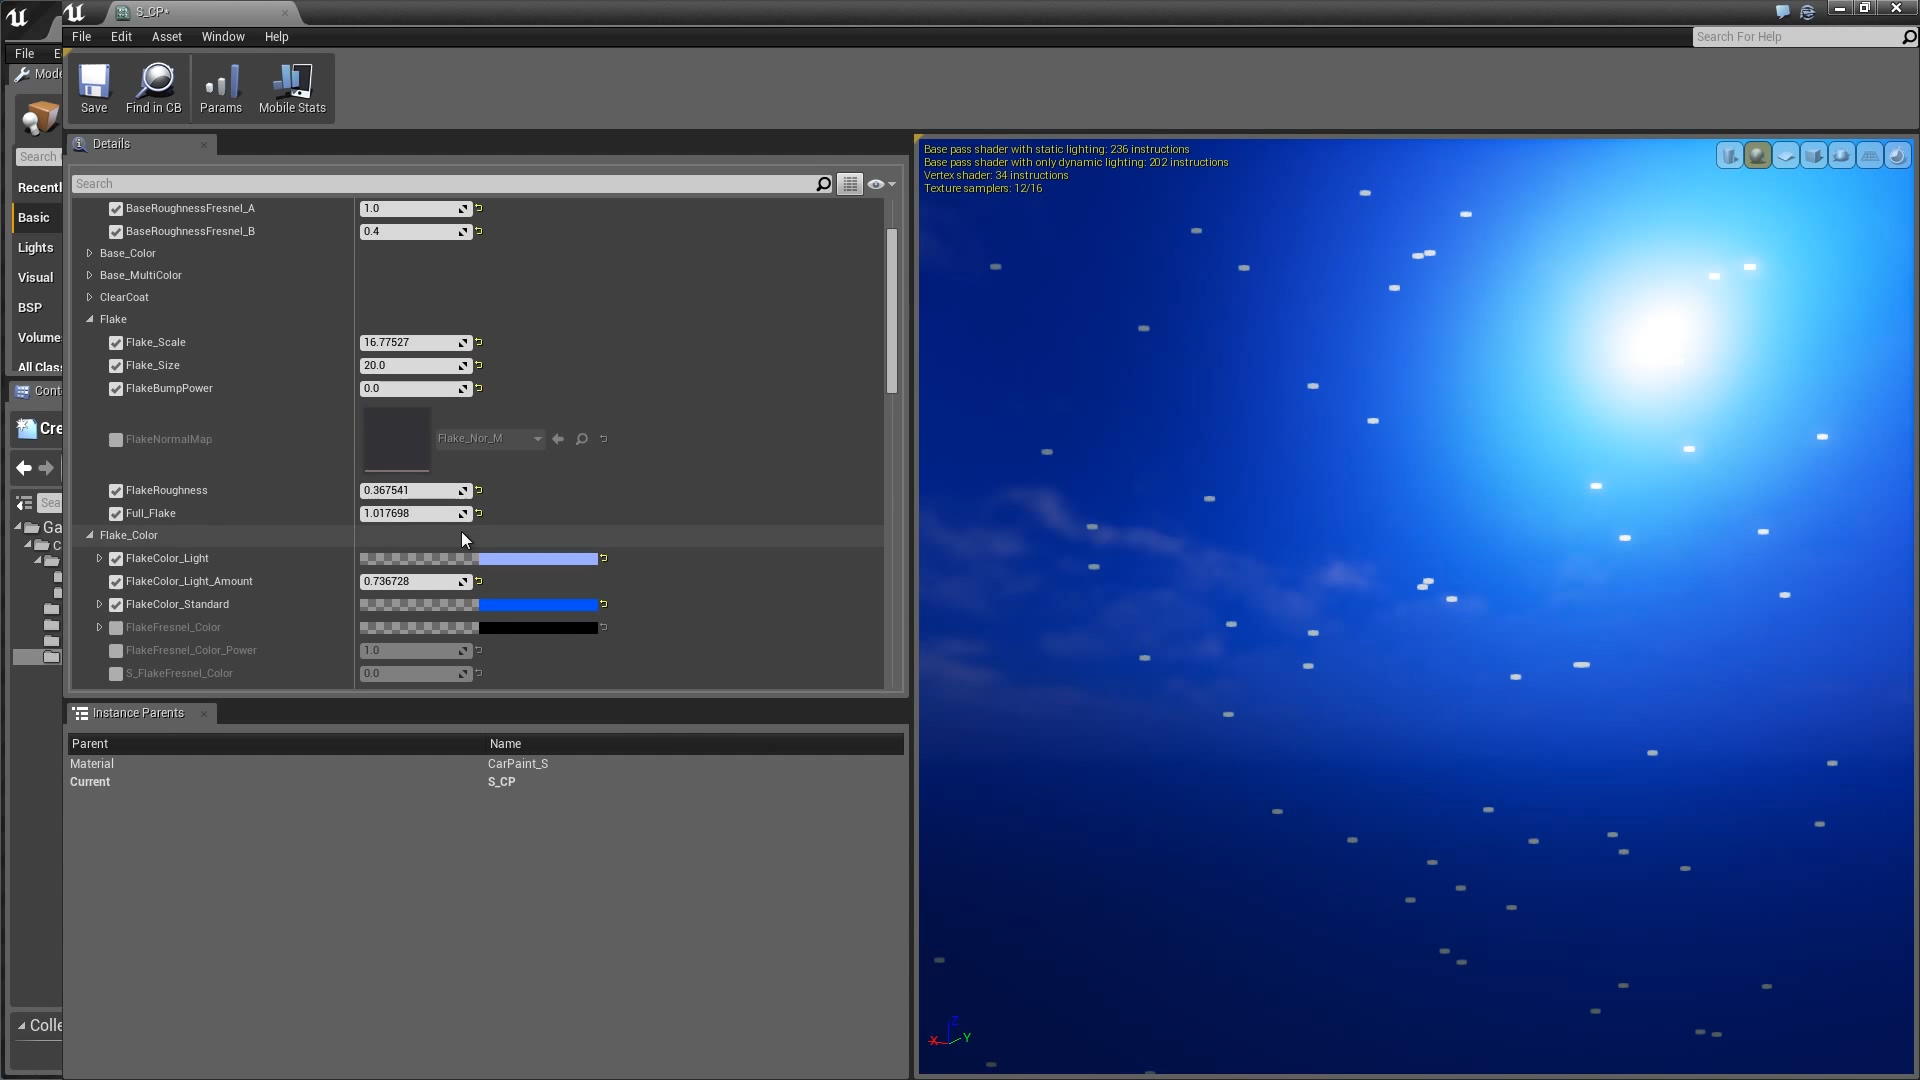 S_CP*
File Edit Asset Window Help
Search For Help
File
Mode
Save Find in CB Params Mobile Stats
Details
Search
Recentl
Basic
Lights
Visual
BSP
Volume
All Clas
Cont
Cre
Sea
Ga
C
Colle
Search
BaseRoughnessFresnel_A 1.0
BaseRoughnessFresnel_B 0.4
Base_Color
Base_MultiColor
ClearCoat
Flake
Flake_Scale 16.77527
Flake_Size 20.0
FlakeBumpPower 0.0
FlakeNormalMap Flake_Nor_M
FlakeRoughness 0.367541
Full_Flake 1.017698
Flake_Color
FlakeColor_Light
FlakeColor_Light_Amount 0.736728
FlakeColor_Standard
FlakeFresnel_Color
FlakeFresnel_Color_Power 1.0
S_FlakeFresnel_Color 0.0
Instance Parents
Parent Name
Material CarPaint_S
Current S_CP
Base pass shader with static lighting: 236 instructions
Base pass shader with only dynamic lighting: 202 instructions
Vertex shader: 34 instructions
Texture samplers: 12/16
Z
X Y